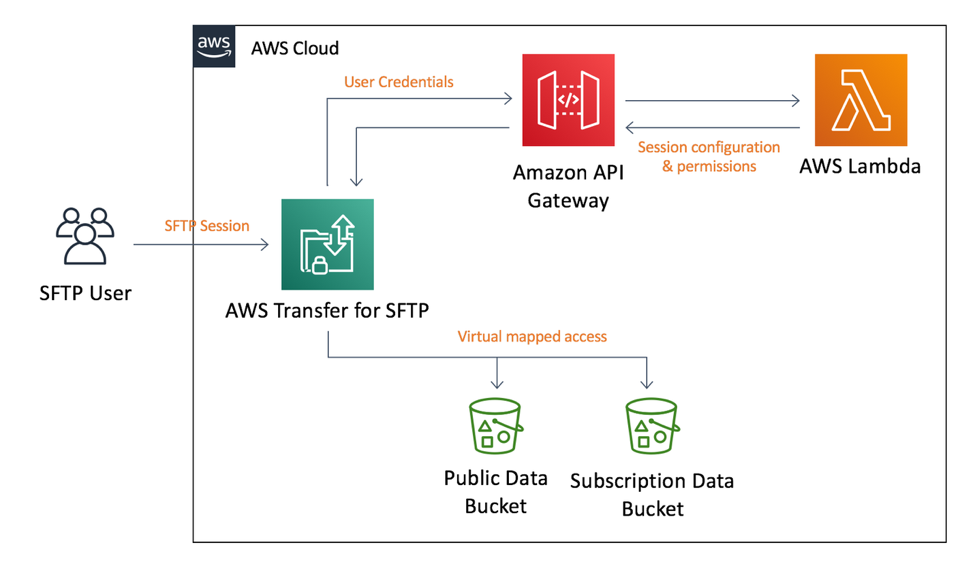 aws
AWS Cloud
User Credentials
</>
Session configuration
& permissions
AWS Lambda
Amazon API
Gateway
SFTP Session
SFTP User
AWS Transfer for SFTP
Virtual mapped access
Public Data
Bucket
Subscription Data
Bucket